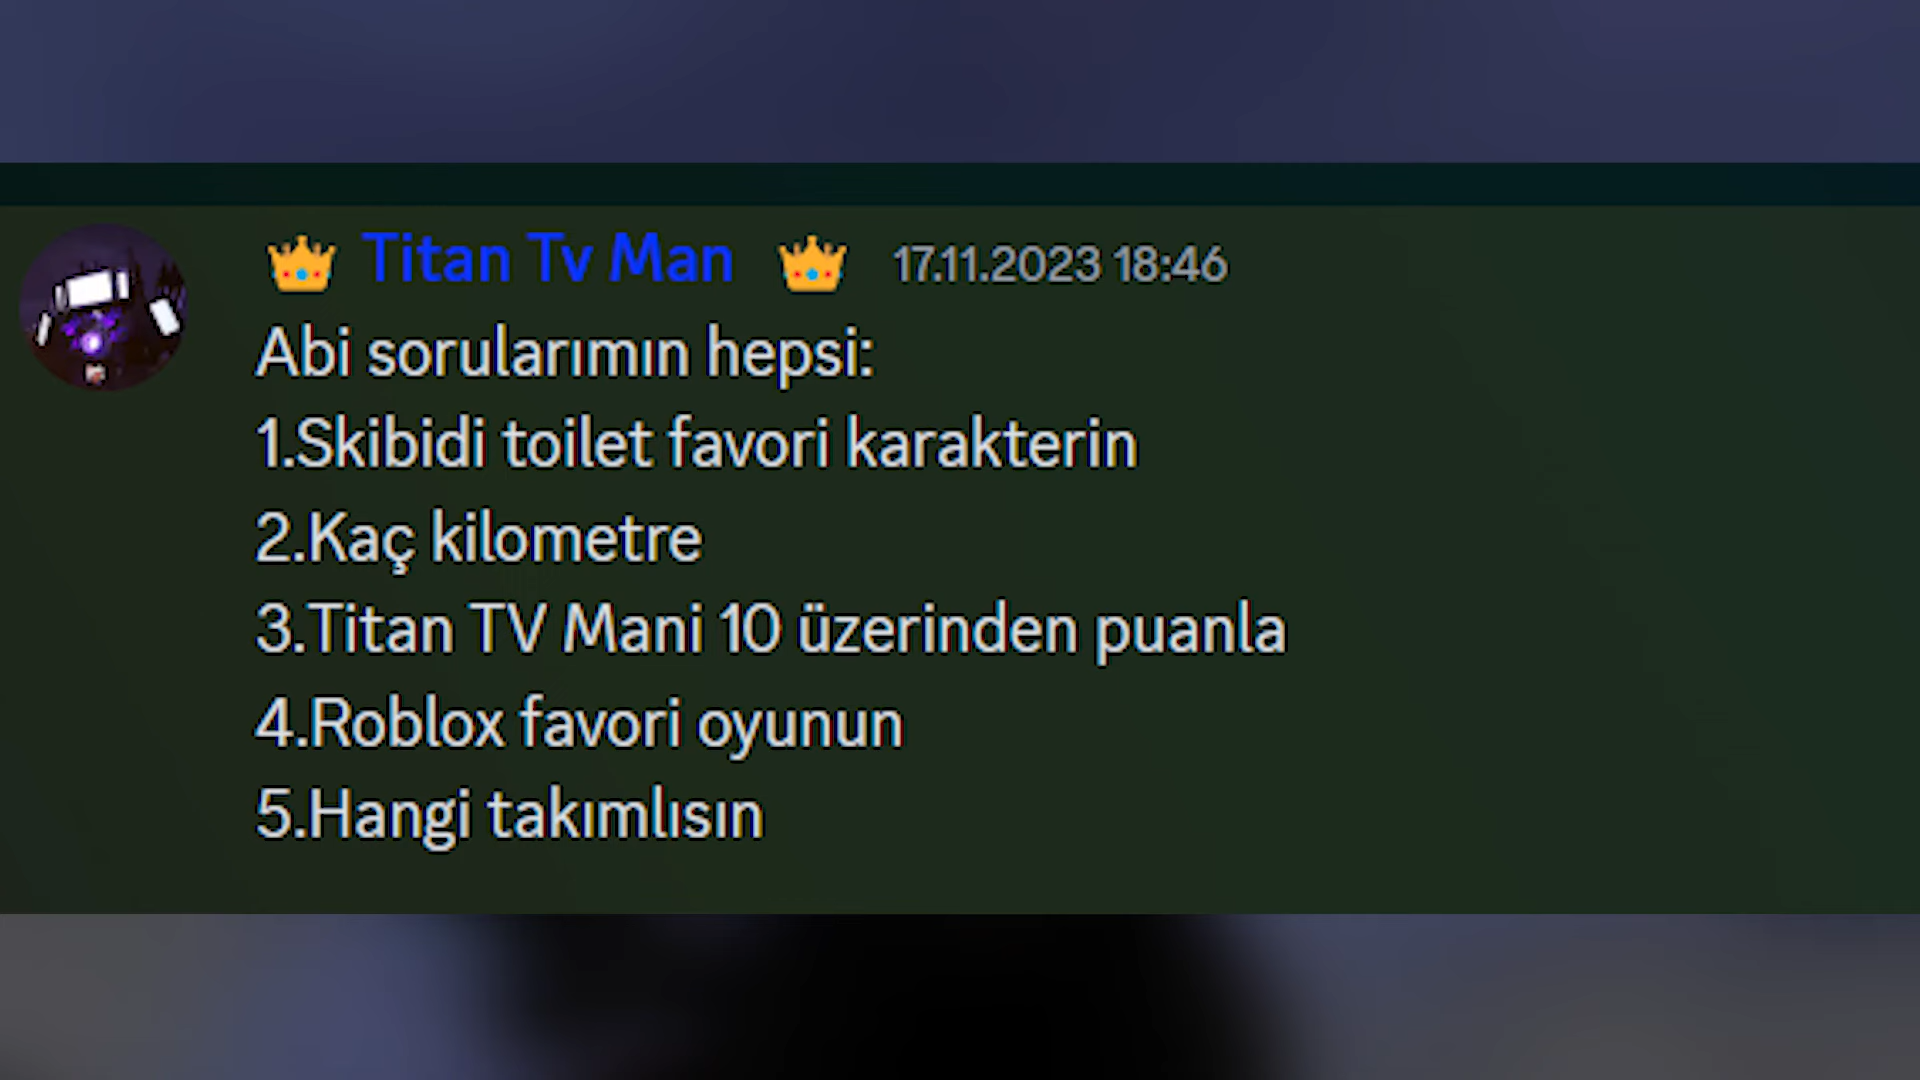 👑 Titan Tv Man 👑 17.11.2023 18:46
Abi sorularımın hepsi:
1.Skibidi toilet favori karakterin
2.Kaç kilometre
3.Titan TV Mani 10 üzerinden puanla
4.Roblox favori oyunun
5.Hangi takımlısın